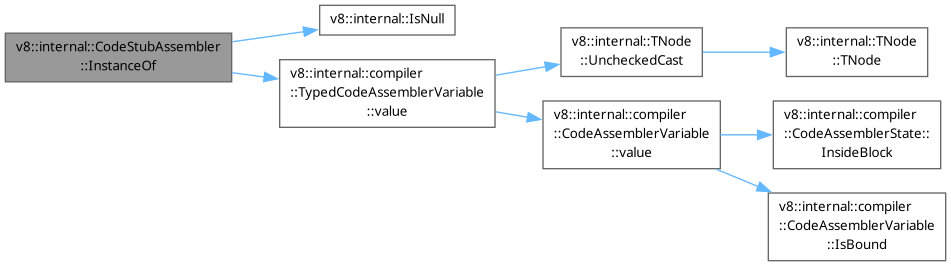 v8::internal::CodeStubAssembler
::InstanceOf
v8::internal::IsNull
v8::internal::compiler
::TypedCodeAssemblerVariable
::value
v8::internal::TNode
::UncheckedCast
v8::internal::TNode
::TNode
v8::internal::compiler
::CodeAssemblerVariable
::value
v8::internal::compiler
::CodeAssemblerState::
InsideBlock
v8::internal::compiler
::CodeAssemblerVariable
::IsBound